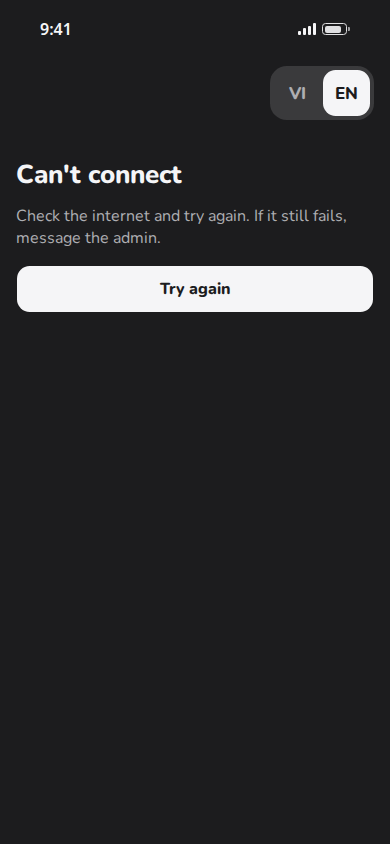 9:41
VI
EN
Can't connect
Check the internet and try again. If it still fails,
message the admin.
Try again